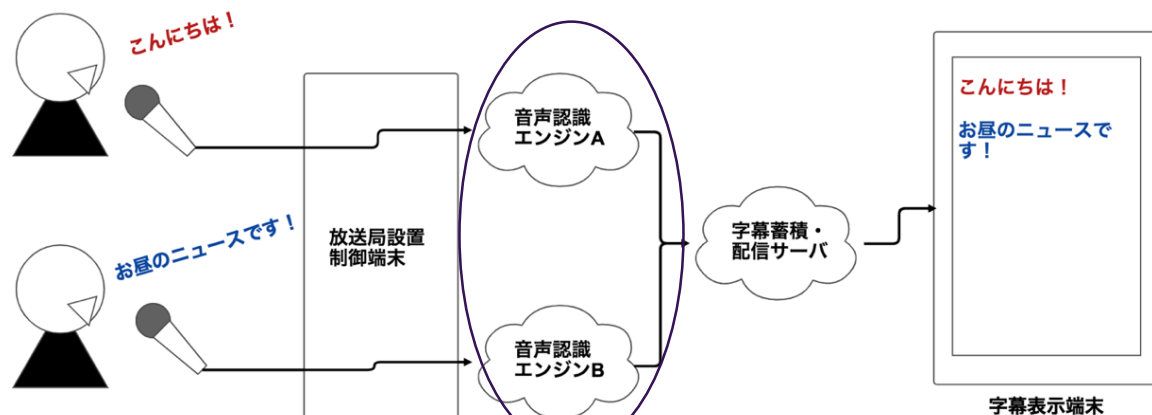 こんにちは！
お昼のニュースです！
放送局設置
制御端末
音声認識
エンジンA
音声認識
エンジンB
字幕蓄積・
配信サーバ
こんにちは！
お昼のニュースで
す！
字幕表示端末